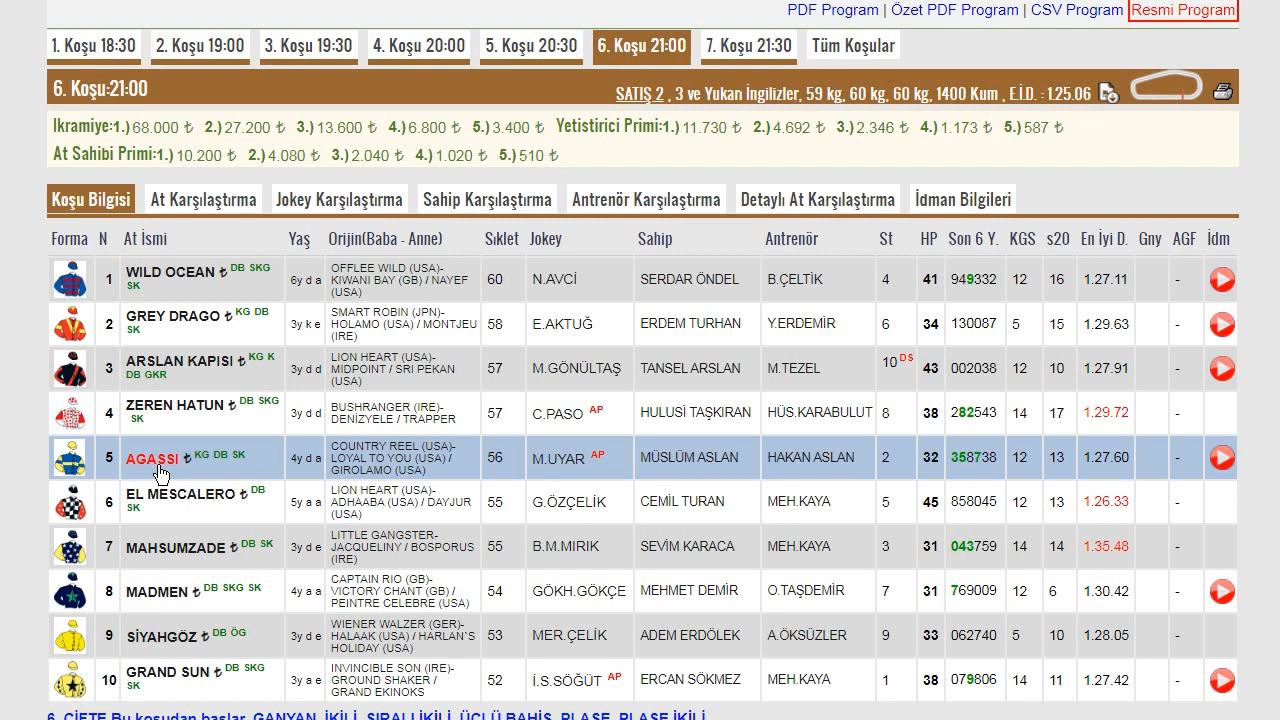 PDF Program | Özet PDF Program | CSV Program Resmi Program
1. Koşu 18:30 2. Koşu 19:00 3. Koşu 19:30 4. Koşu 20:00 5. Koşu 20:30 6. Koşu 21:00 7. Koşu 21:30 Tüm Koşular
6. Koşu:21:00 SATIŞ 2 , 3 ve Yukarı İngilizler, 59 kg, 60 kg, 60 kg, 1400 Kum , E.İ.D. : 1.25.06
Ikramiye:1.) 68.000 ₺ 2.) 27.200 ₺ 3.) 13.600 ₺ 4.) 6.800 ₺ 5.) 3.400 ₺ Yetistirici Primi:1.) 11.730 ₺ 2.) 4.692 ₺ 3.) 2.346 ₺ 4.) 1.173 ₺ 5.) 587 ₺
At Sahibi Primi:1.) 10.200 ₺ 2.) 4.080 ₺ 3.) 2.040 ₺ 4.) 1.020 ₺ 5.) 510 ₺
Koşu Bilgisi At Karşılaştırma Jokey Karşılaştırma Sahip Karşılaştırma Antrenör Karşılaştırma Detaylı At Karşılaştırma İdman Bilgileri
Forma N At İsmi Yaş Orijin(Baba - Anne) Sıklet Jokey Sahip Antrenör St HP Son 6 Y. KGS s20 En İyi D. Gny AGF İdm
1 WILD OCEAN ₺ DB SKG SK 6y d a OFFLEE WILD (USA)- KIWANI BAY (GB) / NAYEF (USA) 60 N.AVCİ SERDAR ÖNDEL B.ÇELTİK 4 41 949332 12 16 1.27.11 -
2 GREY DRAGO ₺ KG DB SK 3y k e SMART ROBIN (JPN)- HOLAMO (USA) / MONTJEU (IRE) 58 E.AKTUĞ ERDEM TURHAN Y.ERDEMİR 6 34 130087 5 15 1.29.63 -
3 ARSLAN KAPISI ₺ KG K DB GKR 3y d d LION HEART (USA)- MIDPOINT / SRI PEKAN (USA) 57 M.GÖNÜLTAŞ TANSEL ARSLAN M.TEZEL 10 DS 43 002038 12 10 1.27.91 -
4 ZEREN HATUN ₺ DB SKG SK 3y d d BUSHRANGER (IRE)- DENIZYELE / TRAPPER 57 C.PASO AP HULUSİ TAŞKIRAN HÜS.KARABULUT 8 38 282543 14 17 1.29.72 -
5 AGASSI ₺ KG DB SK 4y d a COUNTRY REEL (USA)- LOYAL TO YOU (USA) / GIROLAMO (USA) 56 M.UYAR AP MÜSLÜM ASLAN HAKAN ASLAN 2 32 358738 12 13 1.27.60 -
6 EL MESCALERO ₺ DB SK 5y a a LION HEART (USA)- ADHAABA (USA) / DAYJUR (USA) 55 G.ÖZÇELİK CEMİL TURAN MEH.KAYA 5 45 858045 12 13 1.26.33 -
7 MAHSUMZADE ₺ DB SK 3y d e LITTLE GANGSTER- JACQUELINY / BOSPORUS (IRE) 55 B.M.MIRIK SEVİM KARACA MEH.KAYA 3 31 043759 14 14 1.35.48 -
8 MADMEN ₺ DB SKG SK 4y a a CAPTAIN RIO (GB)- VICTORY CHANT (GB) / PEINTRE CELEBRE (USA) 54 GÖKH.GÖKÇE MEHMET DEMİR O.TAŞDEMİR 7 31 769009 12 6 1.30.42 -
9 SİYAHGÖZ ₺ DB ÖG 3y d e WIENER WALZER (GER)- HALAAK (USA) / HARLAN`S HOLIDAY (USA) 53 MER.ÇELİK ADEM ERDÖLEK A.ÖKSÜZLER 9 33 062740 5 10 1.28.05 -
10 GRAND SUN ₺ DB SKG SK 3y a e INVINCIBLE SON (IRE)- GROUND SHAKER / GRAND EKINOKS 52 İ.S.SÖĞÜT AP ERCAN SÖKMEZ MEH.KAYA 1 38 079806 14 11 1.27.42 -
6. ÇİFTE Bu koşudan başlar, GANYAN, İKİLİ, SIRALI İKİLİ, ÜÇLÜ BAHİS, PLASE, PLASE İKİLİ